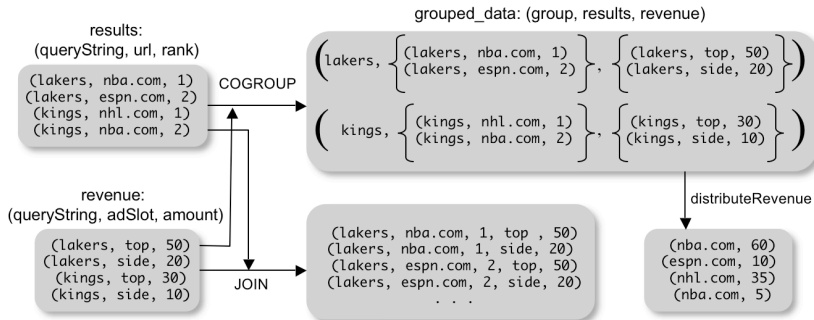 results:
(queryString, url, rank)
(lakers, nba.com, 1)
(lakers, espn.com, 2)
(kings, nhl.com, 1)
(kings, nba.com, 2)
COGROUP
grouped_data: (group, results, revenue)
(lakers, {(lakers, nba.com, 1)
(lakers, espn.com, 2)}, {(lakers, top, 50)
(lakers, side, 20)})
( kings, {(kings, nhl.com, 1)
(kings, nba.com, 2)}, {(kings, top, 30)
(kings, side, 10)})
revenue:
(queryString, adSlot, amount)
(lakers, top, 50)
(lakers, side, 20)
(kings, top, 30)
(kings, side, 10)
JOIN
(lakers, nba.com, 1, top , 50)
(lakers, nba.com, 1, side, 20)
(lakers, espn.com, 2, top, 50)
(lakers, espn.com, 2, side, 20)
. . .
distributeRevenue
(nba.com, 60)
(espn.com, 10)
(nhl.com, 35)
(nba.com, 5)